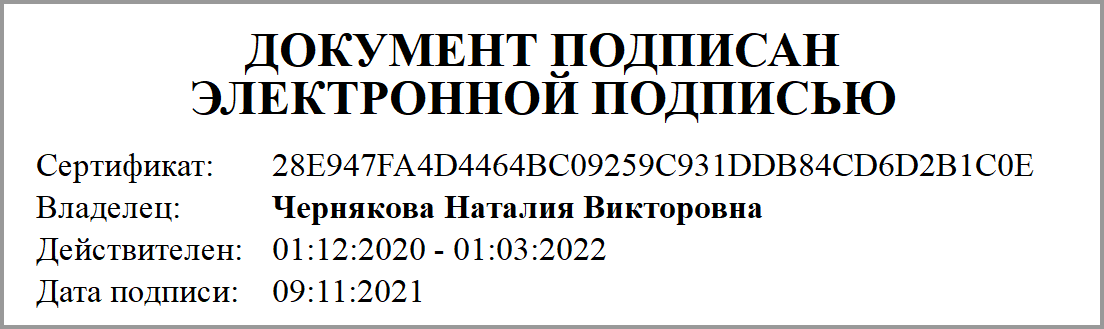 ДОКУМЕНТ ПОДПИСАН
ЭЛЕКТРОННОЙ ПОДПИСЬЮ
Сертификат: 28E947FA4D4464BC09259C931DDB84CD6D2B1C0E
Владелец: Чернякова Наталия Викторовна
Действителен: 01:12:2020 - 01:03:2022
Дата подписи: 09:11:2021